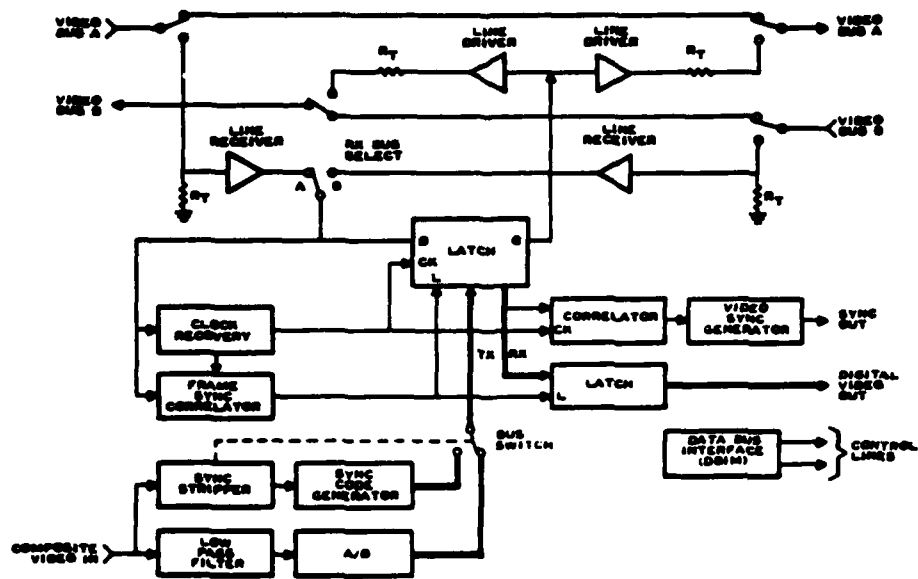 VIDEO
BUS A
LINE
DRIVER
LINE
DRIVER
VIDEO
BUS A
RT
RT
VIDEO
BUS B
LINE
RECEIVER
RX BUS
SELECT
LINE
RECEIVER
VIDEO
BUS B
A
B
RT
RT
LATCH
CK
L
CLOCK
RECOVERY
CORRELATOR
CK
VIDEO
SYNC
GENERATOR
SYNC
OUT
TX
RX
FRAME
SYNC
CORRELATOR
LATCH
L
DIGITAL
VIDEO
OUT
BUS
SWITCH
DATA BUS
INTERFACE
(DBIM)
CONTROL
LINES
SYNC
STRIPPER
SYNC
CODE
GENERATOR
COMPOSITE
VIDEO IN
LOW
PASS
FILTER
A/D